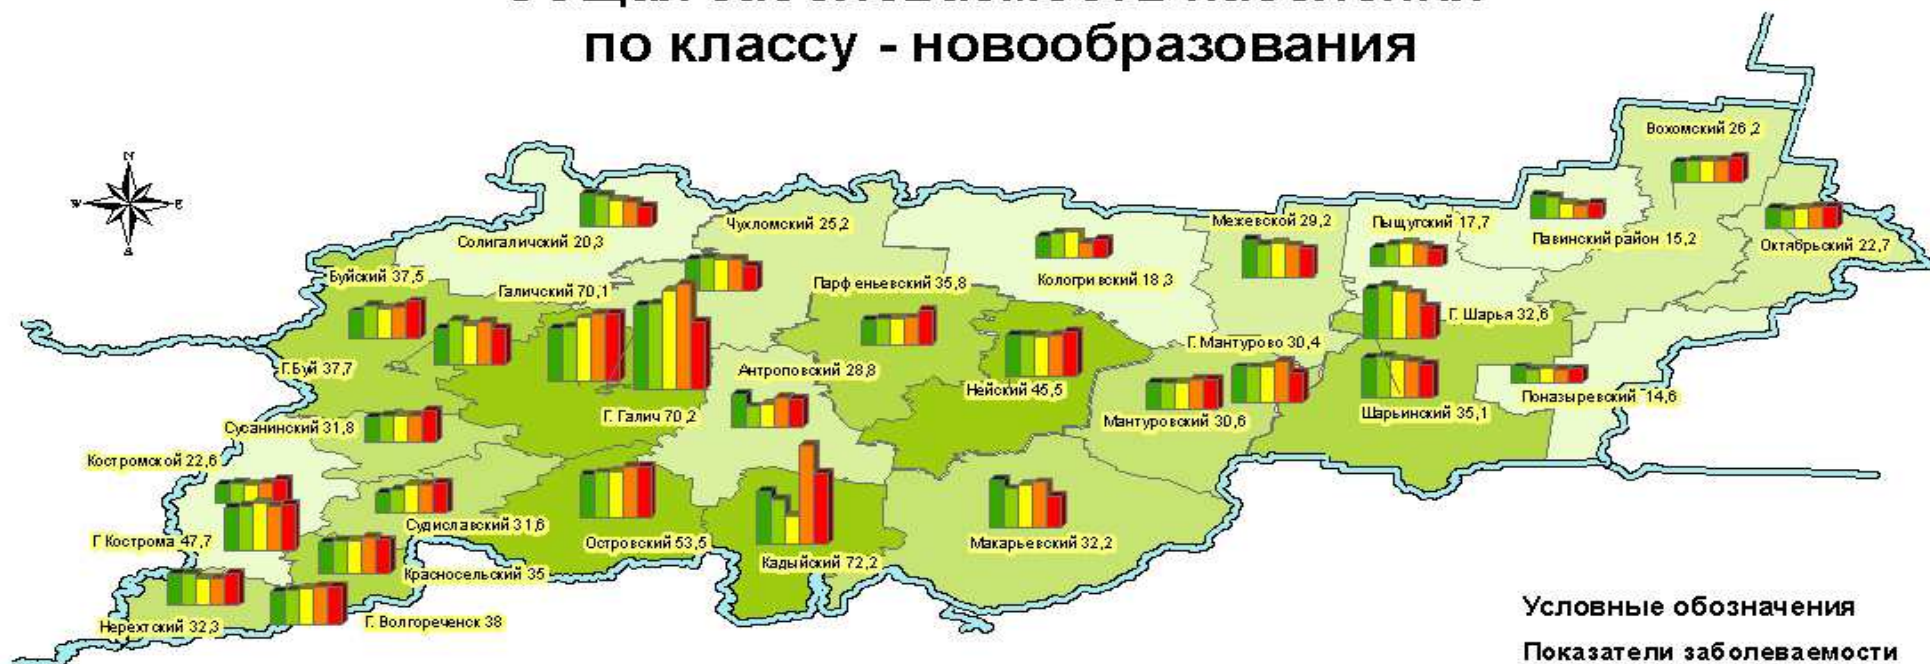 по классу - новообразования
N
W
E
S
Вохомский 26,2
Чухломский 25,2
Межевской 29,2
Пыщугский 17,7
Солигаличский 20,3
Павинский район 15,2
Октябрьский 22,7
Буйский 37,5
Галичский 70,1
Парфеньевский 35,8
Кологривский 18,3
Г. Шарья 32,6
Г. Мантурово 30,4
Г.Буй 37,7
Антроповский 28,8
Нейский 45,5
Поназыревский 14,6
Г. Галич 70,2
Шарьинский 35,1
Мантуровский 30,6
Сусанинский 31,8
Костромской 22,6
Судиславский 31,6
Г Кострома 47,7
Островский 53,5
Макарьевский 32,2
Кадыйский 72,2
Красносельский 35
Условные обозначения
Г. Волгореченск 38
Нерехтский 32,3
Показатели заболеваемости